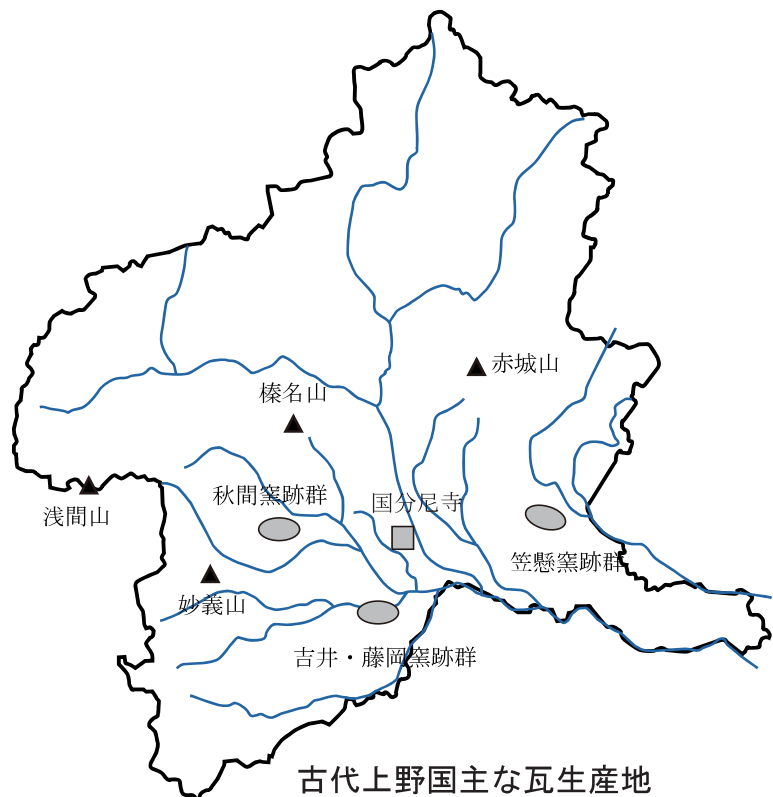 赤城山
榛名山
秋間窯跡群
国分尼寺
浅間山
笠懸窯跡群
妙義山
吉井・藤岡窯跡群
古代上野国主な瓦生産地